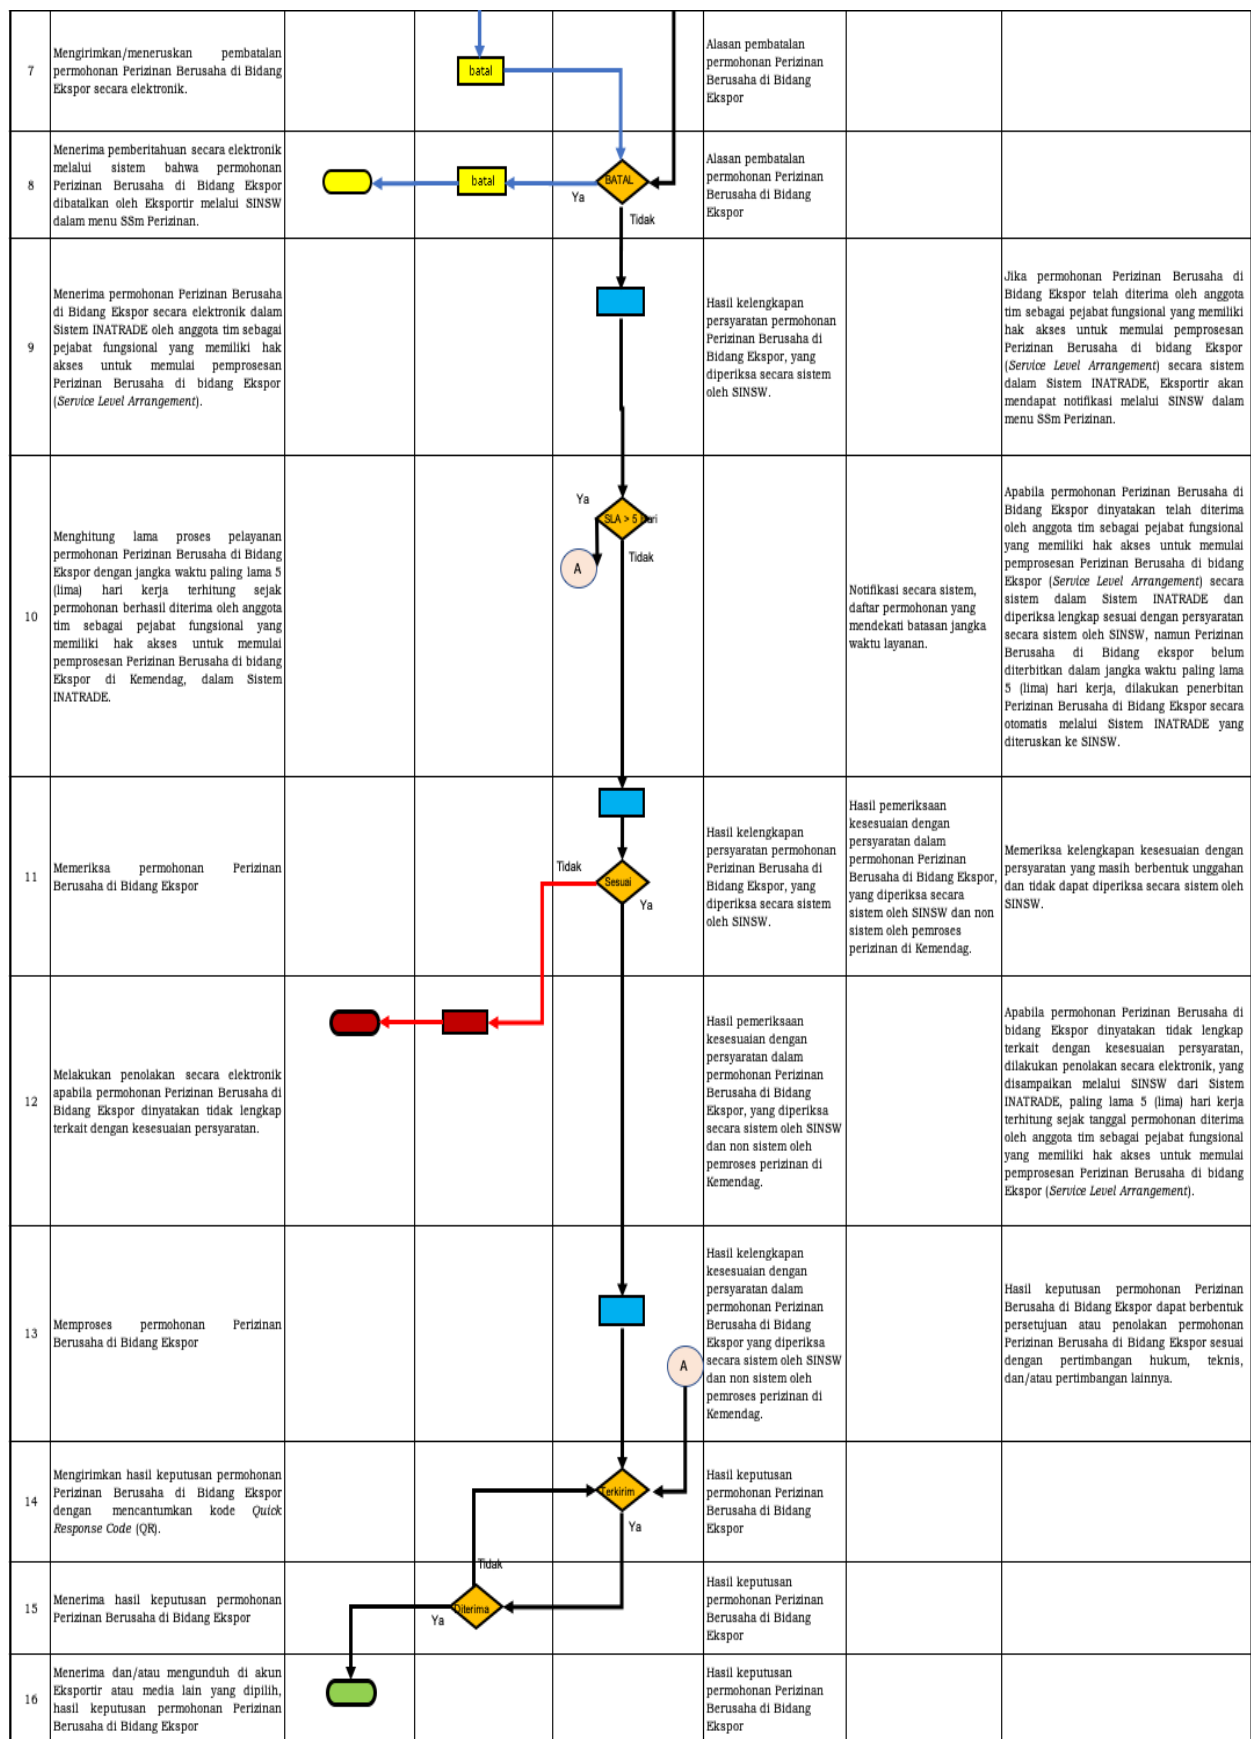 7
Mengirimkan/meneruskan pembatalan
permohonan Perizinan Berusaha di Bidang
Ekspor secara elektronik.
batal
Alasan pembatalan
permohonan Perizinan
Berusaha di Bidang
Ekspor
8
Menerima pemberitahuan secara elektronik
melalui sistem bahwa permohonan
Perizinan Berusaha di Bidang Ekspor
dibatalkan oleh Eksportir melalui SINSW
dalam menu SSm Perizinan.
batal
Ya
BATAL
Tidak
Alasan pembatalan
permohonan Perizinan
Berusaha di Bidang
Ekspor
9
Menerima permohonan Perizinan Berusaha
di Bidang Ekspor secara elektronik dalam
Sistem INATRADE oleh anggota tim sebagai
pejabat fungsional yang memiliki hak
akses untuk memulai pemprosesan
Perizinan Berusaha di bidang Ekspor
(Service Level Arrangement).
Hasil kelengkapan
persyaratan permohonan
Perizinan Berusaha di
Bidang Ekspor, yang
diperiksa secara sistem
oleh SINSW.
Jika permohonan Perizinan Berusaha di
Bidang Ekspor telah diterima oleh anggota
tim sebagai pejabat fungsional yang memiliki
hak akses untuk memulai pemprosesan
Perizinan Berusaha di bidang Ekspor
(Service Level Arrangement) secara sistem
dalam Sistem INATRADE, Eksportir akan
mendapat notifikasi melalui SINSW dalam
menu SSm Perizinan.
10
Menghitung lama proses pelayanan
permohonan Perizinan Berusaha di Bidang
Ekspor dengan jangka waktu paling lama 5
(lima) hari kerja terhitung sejak
permohonan berhasil diterima oleh anggota
tim sebagai pejabat fungsional yang
memiliki hak akses untuk memulai
pemprosesan Perizinan Berusaha di bidang
Ekspor di Kemendag, dalam Sistem
INATRADE.
Ya
SLA > 5 Hari
Tidak
A
Notifikasi secara sistem,
daftar permohonan yang
mendekati batasan jangka
waktu layanan.
Apabila permohonan Perizinan Berusaha di
Bidang Ekspor dinyatakan telah diterima
oleh anggota tim sebagai pejabat fungsional
yang memiliki hak akses untuk memulai
pemprosesan Perizinan Berusaha di bidang
Ekspor (Service Level Arrangement) secara
sistem dalam Sistem INATRADE dan
diperiksa lengkap sesuai dengan persyaratan
secara sistem oleh SINSW, namun Perizinan
Berusaha di Bidang ekspor belum
diterbitkan dalam jangka waktu paling lama
5 (lima) hari kerja, dilakukan penerbitan
Perizinan Berusaha di Bidang Ekspor secara
otomatis melalui Sistem INATRADE yang
diteruskan ke SINSW.
11
Memeriksa permohonan Perizinan
Berusaha di Bidang Ekspor
Tidak
Sesuai
Ya
Hasil kelengkapan
persyaratan permohonan
Perizinan Berusaha di
Bidang Ekspor, yang
diperiksa secara sistem
oleh SINSW.
Hasil pemeriksaan
kesesuaian dengan
persyaratan dalam
permohonan Perizinan
Berusaha di Bidang Ekspor,
yang diperiksa secara
sistem oleh SINSW dan non
sistem oleh pemroses
perizinan di Kemendag.
Memeriksa kelengkapan kesesuaian dengan
persyaratan yang masih berbentuk unggahan
dan tidak dapat diperiksa secara sistem oleh
SINSW.
12
Melakukan penolakan secara elektronik
apabila permohonan Perizinan Berusaha di
Bidang Ekspor dinyatakan tidak lengkap
terkait dengan kesesuaian persyaratan.
Hasil pemeriksaan
kesesuaian dengan
persyaratan dalam
permohonan Perizinan
Berusaha di Bidang
Ekspor, yang diperiksa
secara sistem oleh SINSW
dan non sistem oleh
pemroses perizinan di
Kemendag.
Apabila permohonan Perizinan Berusaha di
bidang Ekspor dinyatakan tidak lengkap
terkait dengan kesesuaian persyaratan,
dilakukan penolakan secara elektronik, yang
disampaikan melalui SINSW dari Sistem
INATRADE, paling lama 5 (lima) hari kerja
terhitung sejak tanggal permohonan diterima
oleh anggota tim sebagai pejabat fungsional
yang memiliki hak akses untuk memulai
pemprosesan Perizinan Berusaha di bidang
Ekspor (Service Level Arrangement).
13
Memproses permohonan Perizinan
Berusaha di Bidang Ekspor
A
Hasil kelengkapan
kesesuaian dengan
persyaratan dalam
permohonan Perizinan
Berusaha di Bidang
Ekspor yang diperiksa
secara sistem oleh SINSW
dan non sistem oleh
pemroses perizinan di
Kemendag.
Hasil keputusan permohonan Perizinan
Berusaha di Bidang Ekspor dapat berbentuk
persetujuan atau penolakan permohonan
Perizinan Berusaha di Bidang Ekspor sesuai
dengan pertimbangan hukum, teknis,
dan/atau pertimbangan lainnya.
14
Mengirimkan hasil keputusan permohonan
Perizinan Berusaha di Bidang Ekspor
dengan mencantumkan kode Quick
Response Code (QR).
Terkirim
Ya
Hasil keputusan
permohonan Perizinan
Berusaha di Bidang
Ekspor
15
Menerima hasil keputusan permohonan
Perizinan Berusaha di Bidang Ekspor
Tidak
Diterima
Ya
Hasil keputusan
permohonan Perizinan
Berusaha di Bidang
Ekspor
16
Menerima dan/atau mengunduh di akun
Eksportir atau media lain yang dipilih,
hasil keputusan permohonan Perizinan
Berusaha di Bidang Ekspor
Hasil keputusan
permohonan Perizinan
Berusaha di Bidang
Ekspor